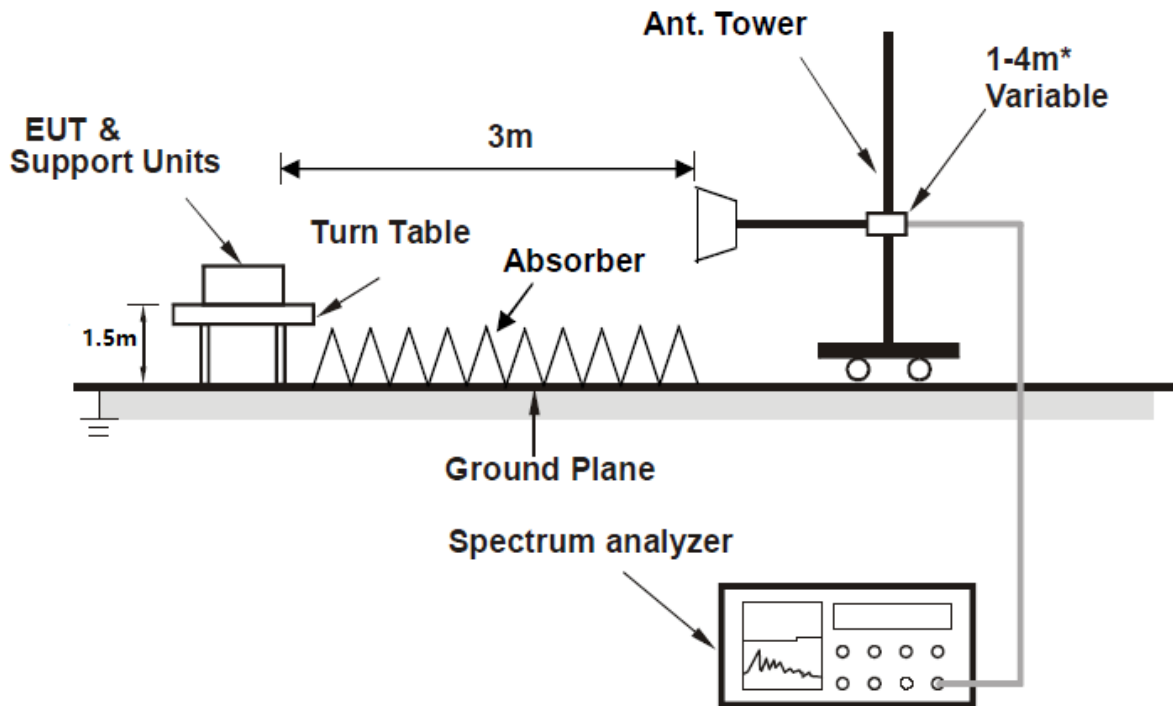 Ant. Tower
1-4m*
Variable
EUT &
Support Units
3m
Turn Table
Absorber
1.5m
Ground Plane
Spectrum analyzer